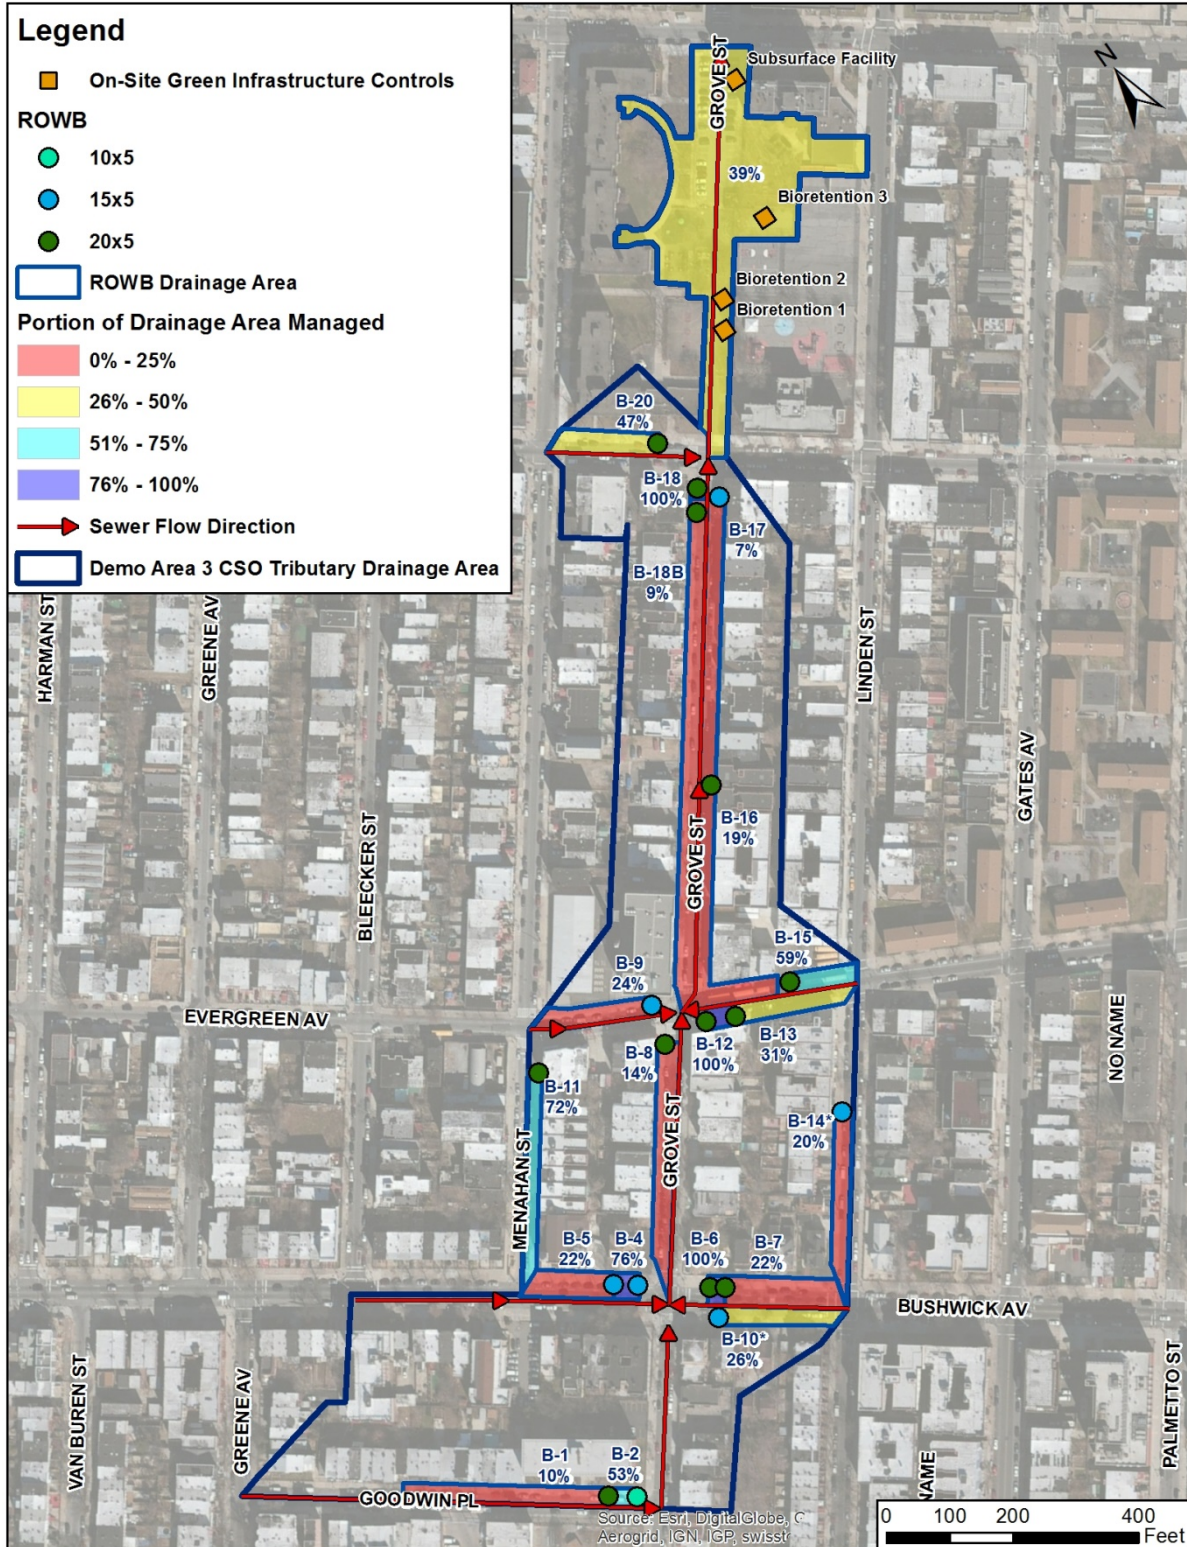 Legend
On-Site Green Infrastructure Controls
ROWB
10x5
15x5
20x5
ROWB Drainage Area
Portion of Drainage Area Managed
0% - 25%
26% - 50%
51% - 75%
76% - 100%
Sewer Flow Direction
Demo Area 3 CSO Tributary Drainage Area
N
GROVE ST
Subsurface Facility
39%
Bioretention 3
Bioretention 2
Bioretention 1
B-20
47%
B-18
100%
B-17
7%
B-18B
9%
HARMAN ST
GREENE AV
LINDEN ST
GATES AV
BLEECKER ST
B-16
19%
GROVE ST
B-15
59%
B-9
24%
EVERGREEN AV
B-8
14%
B-12
100%
B-13
31%
NO NAME
B-11
72%
B-14*
20%
GROVE ST
MENAHAN ST
B-5
22%
B-4
76%
B-6
100%
B-7
22%
BUSHWICK AV
B-10*
26%
VAN BUREN ST
GREENE AV
PALMETTO ST
B-1
10%
B-2
53%
GOODWIN PL
NAME
Source: Esri, DigitalGlobe,
Aerogrid, IGN, IGP, swisst
0 100 200 400
Feet